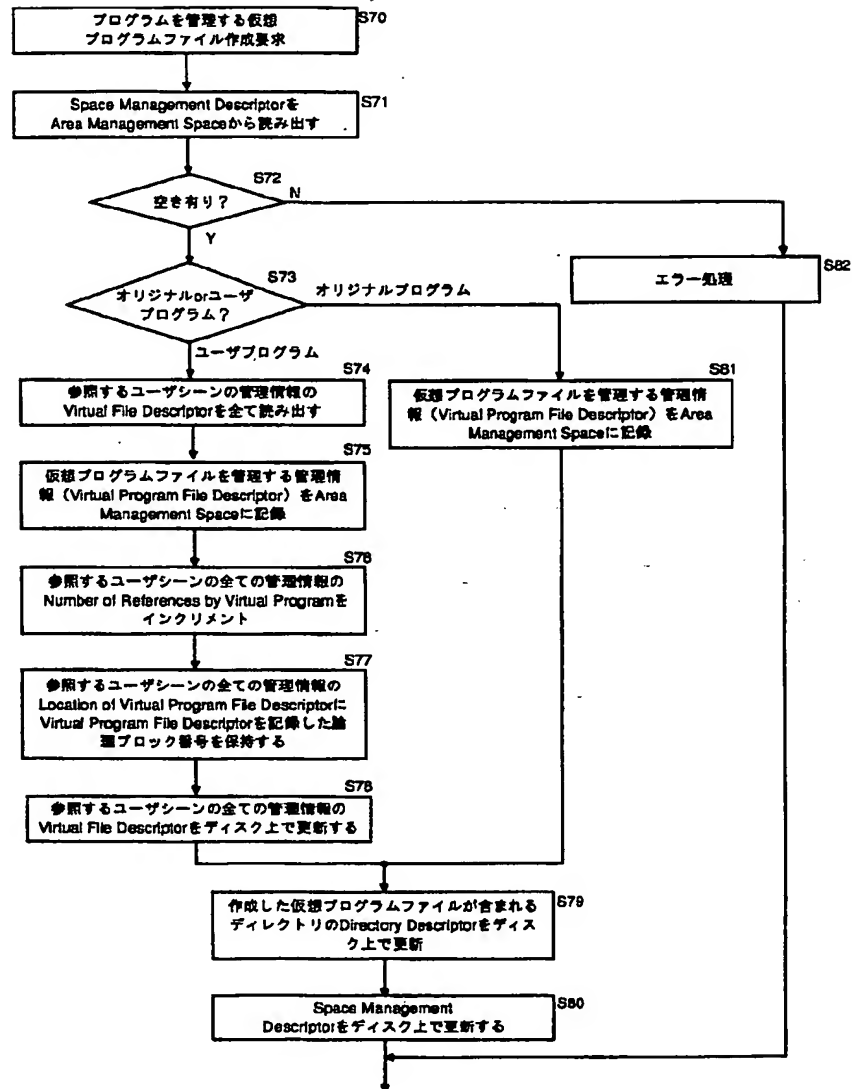 プログラムを管理する仮想
プログラムファイル作成要求
S70
Space Management Descriptorを
Area Management Spaceから読み出す
S71
S72
空き有り？
N
Y
S73
オリジナルorユーザ
プログラム？
オリジナルプログラム
ユーザプログラム
エラー処理
S82
S74
参照するユーザシーンの管理情報の
Virtual File Descriptorを全て読み出す
S81
仮想プログラムファイルを管理する管理情
報（Virtual Program File Descriptor）をArea
Management Spaceに記録
S75
仮想プログラムファイルを管理する管理情
報（Virtual Program File Descriptor）をArea
Management Spaceに記録
S76
参照するユーザシーンの全ての管理情報の
Number of References by Virtual Programを
インクリメント
S77
参照するユーザシーンの全ての管理情報の
Location of Virtual Program File Descriptorに
Virtual Program File Descriptorを記録した論
理ブロック番号を保持する
S78
参照するユーザシーンの全ての管理情報の
Virtual File Descriptorをディスク上で更新する
作成した仮想プログラムファイルが含まれる
ディレクトリのDirectory Descriptorをディス
ク上で更新
S79
Space Management
Descriptorをディスク上で更新する
S80